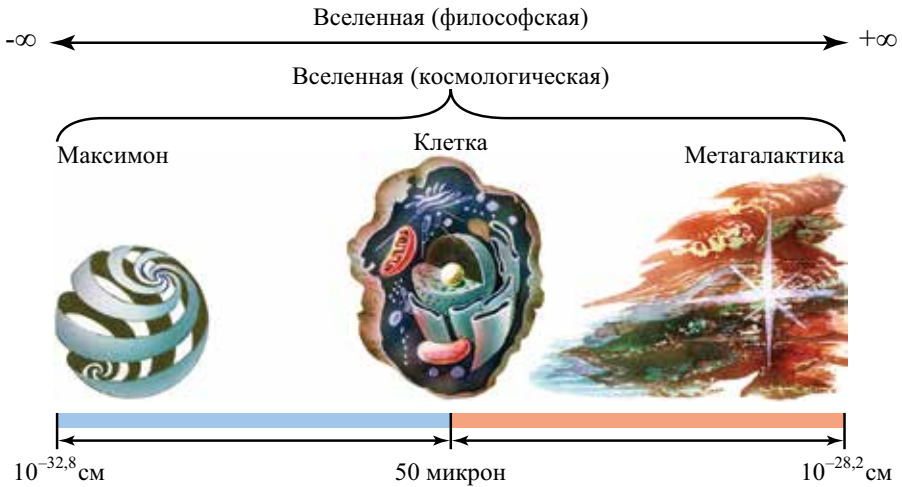 Вселенная (философская)
-∞ +∞
Вселенная (космологическая)
Максимон Клетка Метагалактика
10⁻³²,⁸см 50 микрон 10⁻²⁸,²см